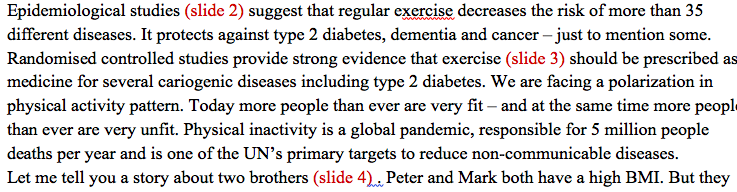 Epidemiological studies (slide 2) suggest that regular exercise decreases the risk of more than 35
different diseases. It protects against type 2 diabetes, dementia and cancer – just to mention some.
Randomised controlled studies provide strong evidence that exercise (slide 3) should be prescribed as
medicine for several cariogenic diseases including type 2 diabetes. We are facing a polarization in
physical activity pattern. Today more people than ever are very fit – and at the same time more peopl
than ever are very unfit. Physical inactivity is a global pandemic, responsible for 5 million people
deaths per year and is one of the UN's primary targets to reduce non-communicable diseases.
Let me tell you a story about two brothers (slide 4) . Peter and Mark both have a high BMI. But they